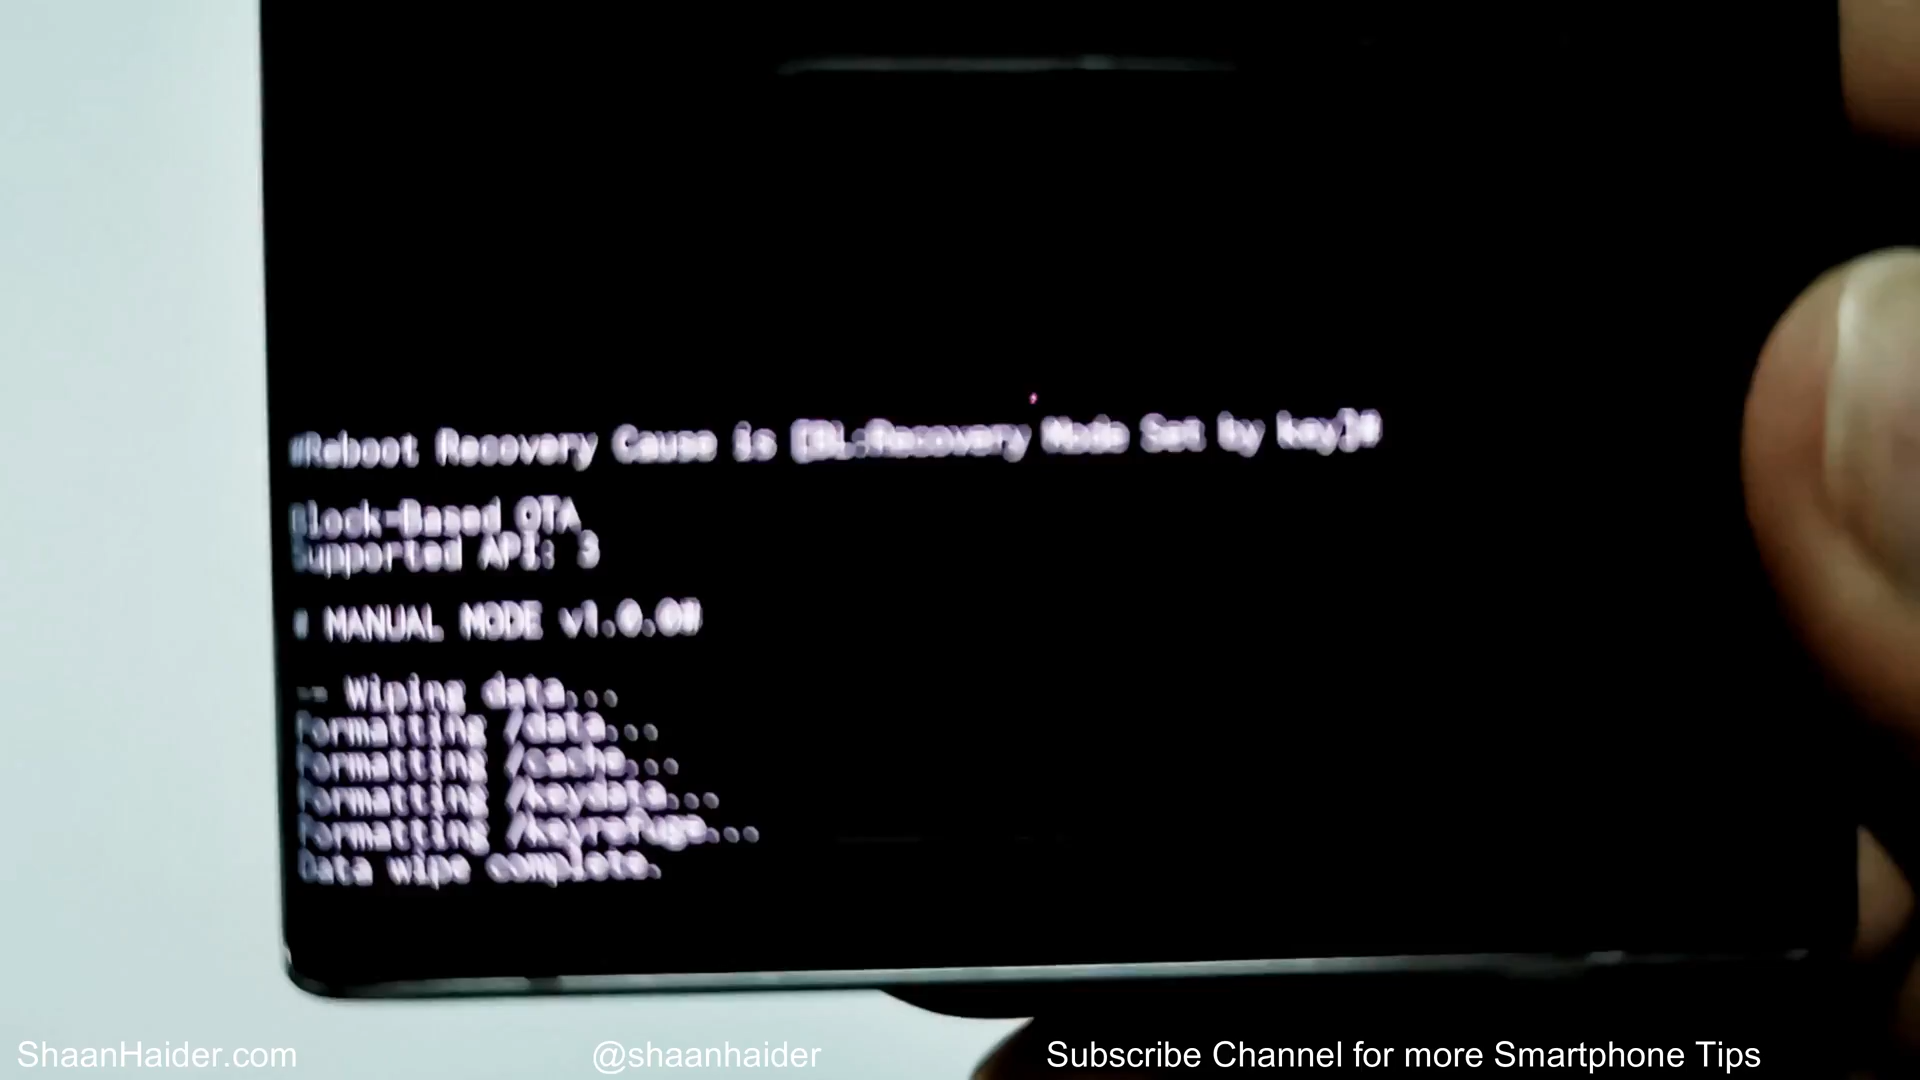 #Reboot Recovery Cause is [BL:Recovery Mode Set by key]#
Block-Based OTA
Supported API: 3
# MANUAL MODE v1.0.0#
-- Wiping data...
Formatting /data...
Formatting /cache...
Formatting /keydata...
Formatting /keyrefuge...
Data wipe complete.
ShaanHaider.com
@shaanhaider
Subscribe Channel for more Smartphone Tips